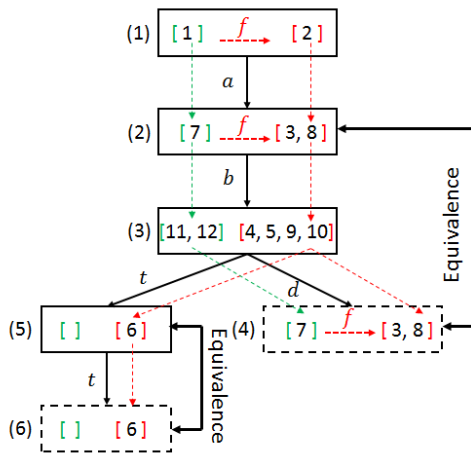 (1) [ 1 ] f [ 2 ]
a
(2) [ 7 ] f [ 3, 8 ]
b
(3) [11, 12] [4, 5, 9, 10]
t d
(5) [ ] [ 6 ] (4) [ 7 ] f [ 3, 8 ]
t
(6) [ ] [ 6 ]
Equivalence
Equivalence